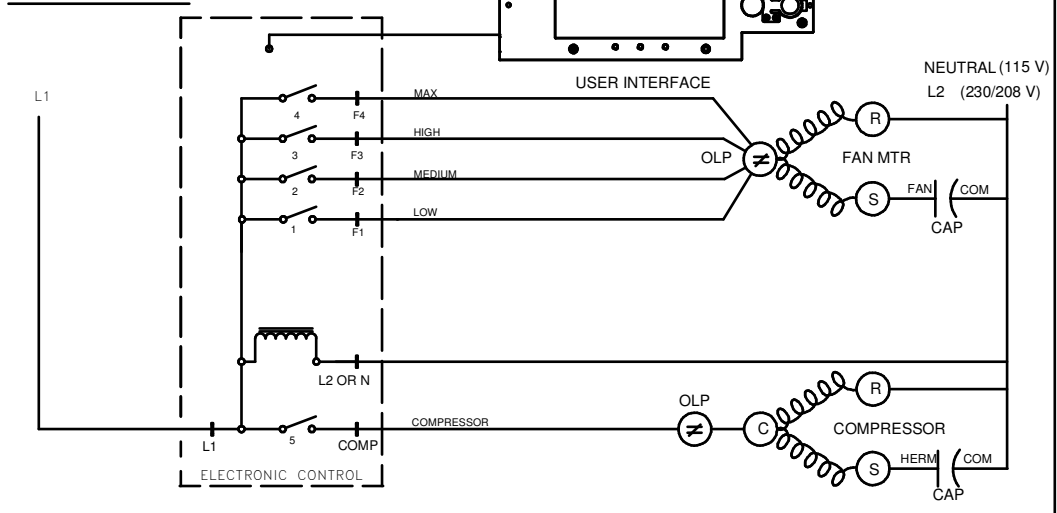 USER INTERFACE
NEUTRAL (115 V)
L2 (230/208 V)
L1
4
F4
MAX
3
F3
HIGH
2
F2
MEDIUM
1
F1
LOW
OLP
R
FAN MTR
S
FAN
COM
CAP
L2 OR N
L1
5
COMP
COMPRESSOR
OLP
C
R
COMPRESSOR
S
HERM
COM
CAP
ELECTRONIC CONTROL